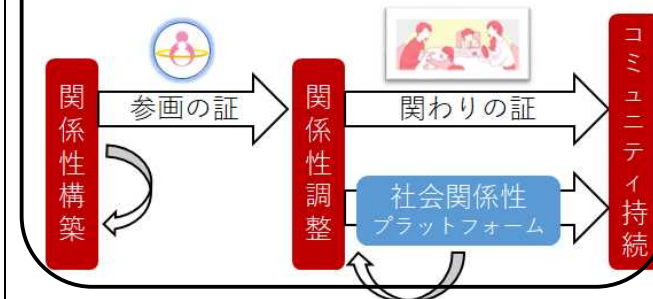 関係性構築
参画の証
関係性調整
関わりの証
社会関係性
プラットフォーム
コミュニティ持続